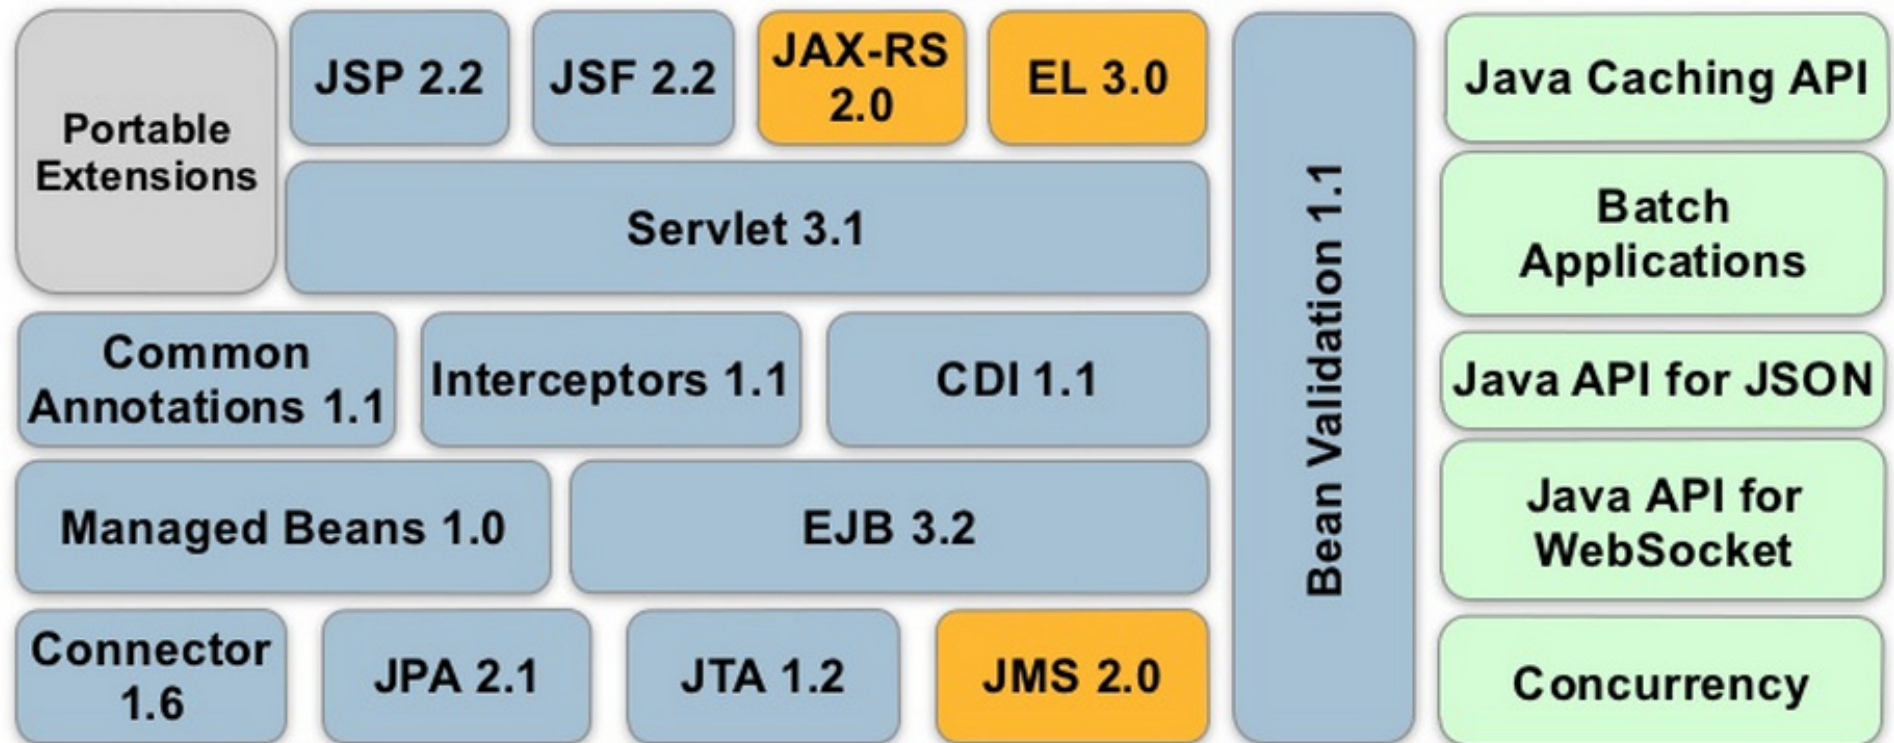 Portable
Extensions
JSP 2.2
JSF 2.2
JAX-RS
2.0
EL 3.0
Servlet 3.1
Common
Annotations 1.1
Interceptors 1.1
CDI 1.1
Managed Beans 1.0
EJB 3.2
Connector
1.6
JPA 2.1
JTA 1.2
JMS 2.0
Bean Validation 1.1
Java Caching API
Batch
Applications
Java API for JSON
Java API for
WebSocket
Concurrency